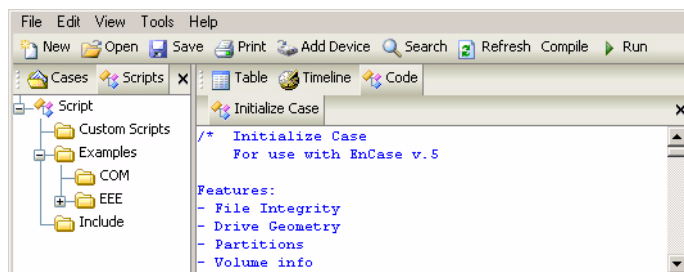 File Edit View Tools Help
New Open Save Print Add Device Search Refresh Compile Run
Cases Scripts Table Timeline Code
Script
Custom Scripts
Examples
COM
EEE
Include
Initialize Case
/* Initialize Case
For use with EnCase v.5
Features:
- File Integrity
- Drive Geometry
- Partitions
- Volume info